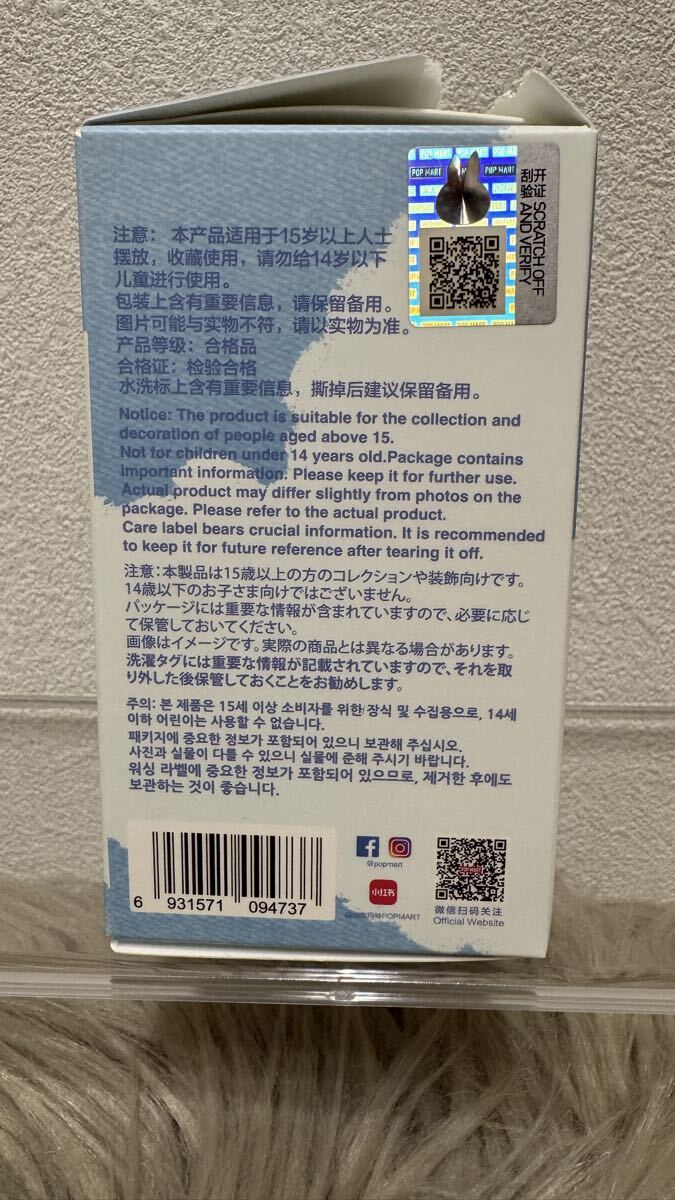 POP MART
POP MART
POP MART
POP MART
开证 SCRATCH OFF
刮验 AND VERIFY
注意： 本产品适用于15岁以上人士
摆放，收藏使用，请勿给14岁以下
儿童进行使用。
包装上含有重要信息，请保留备用。
图片可能与实物不符，请以实物为准。
产品等级：合格品
合格证：检验合格
水洗标上含有重要信息，撕掉后建议保留备用。
Notice: The product is suitable for the collection and
decoration of people aged above 15.
Not for children under 14 years old.Package contains
important information. Please keep it for further use.
Actual product may differ slightly from photos on the
package. Please refer to the actual product.
Care label bears crucial information. It is recommended
to keep it for future reference after tearing it off.
注意：本製品は15歳以上の方のコレクションや装飾向けです。
14歳以下のお子さま向けではございません。
パッケージには重要な情報が含まれていますので、必要に応じ
て保管しておいてください。
画像はイメージです。実際の商品とは異なる場合があります。
洗濯タグには重要な情報が記載されていますので、それを取
り外した後保管しておくことをお勧めします。
주의: 본 제품은 15세 이상 소비자를 위한 장식 및 수집용으로, 14세
이하 어린이는 사용할 수 없습니다.
패키지에 중요한 정보가 포함되어 있으니 보관해 주십시오.
사진과 실물이 다를 수 있으니 실물에 준해 주시기 바랍니다.
워싱 라벨에 중요한 정보가 포함되어 있으므로, 제거한 후에도
보관하는 것이 좋습니다.
6 931571 094737
@popmart
小红书
POPMART
POP MART
微信扫码关注
Official Website